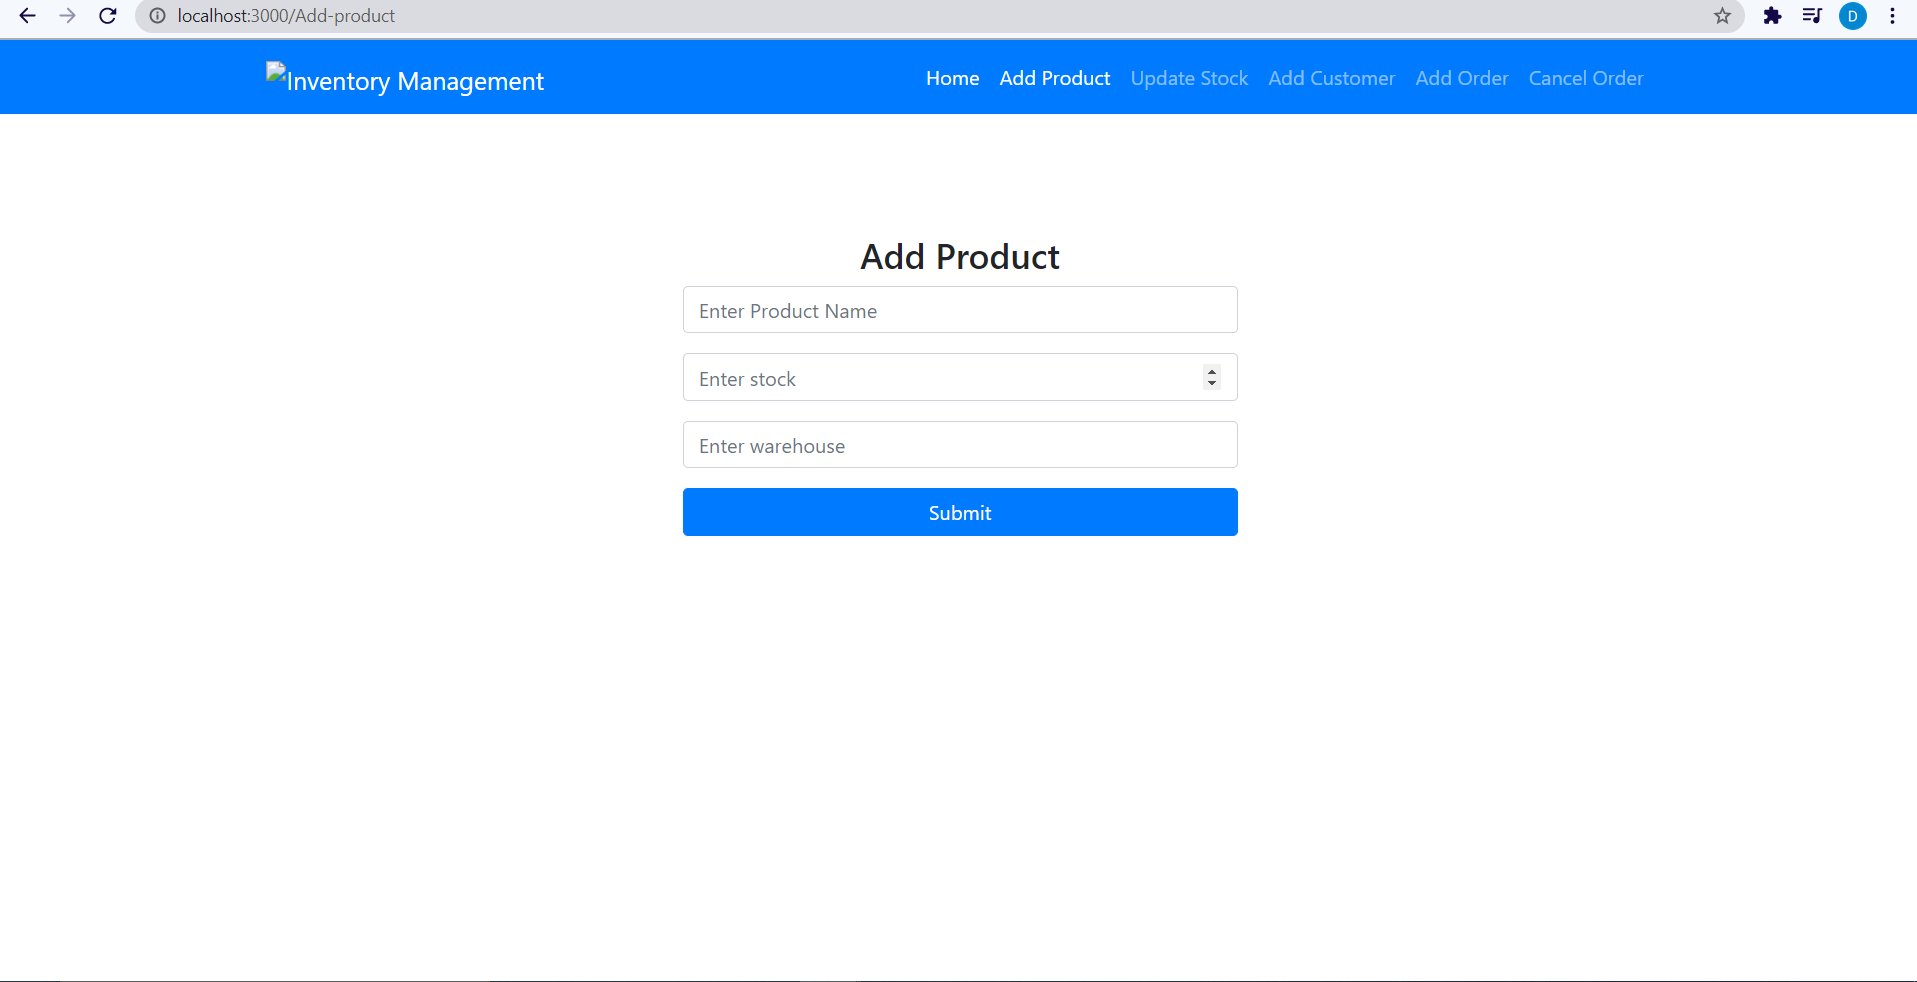 localhost:3000/Add-product
D
Inventory Management Home Add Product Update Stock Add Customer Add Order Cancel Order
Add Product
Enter Product Name
Enter stock
Enter warehouse
Submit